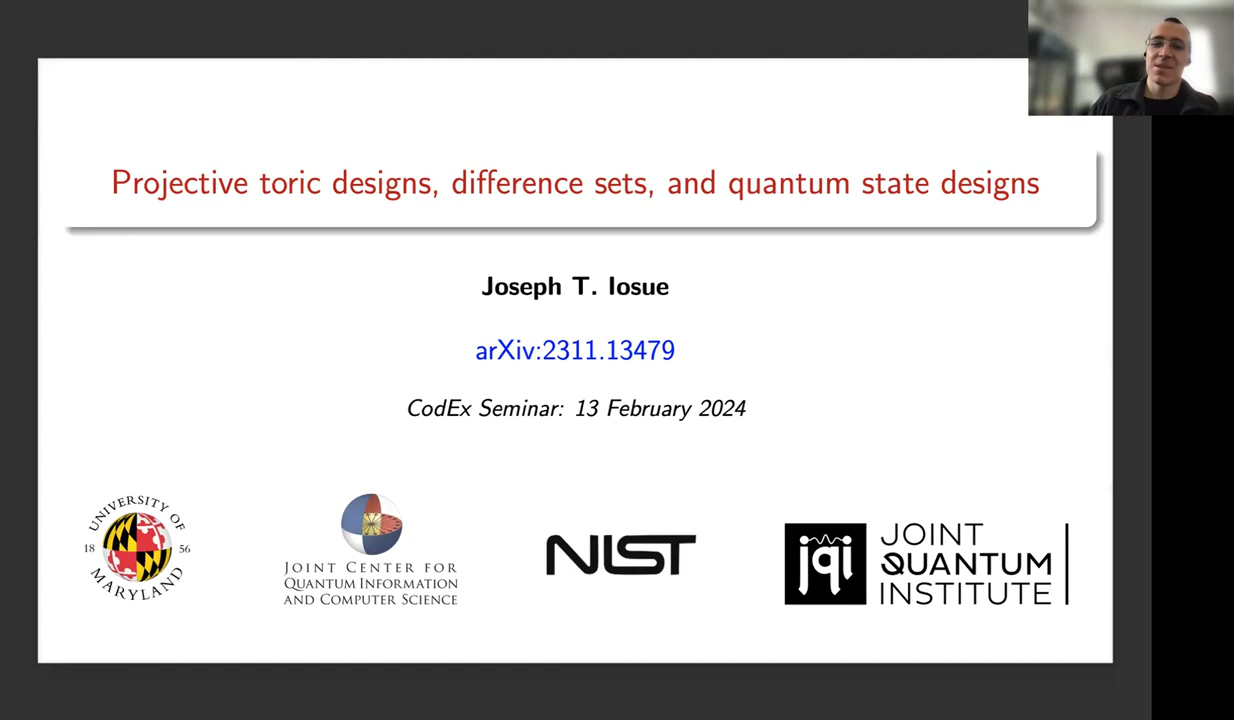 Projective toric designs, difference sets, and quantum state designs
Joseph T. Iosue
arXiv:2311.13479
CodEx Seminar: 13 February 2024
UNIVERSITY OF
18 56
MARYLAND
JOINT CENTER FOR
QUANTUM INFORMATION
AND COMPUTER SCIENCE
NIST
jqi
JOINT
QUANTUM
INSTITUTE